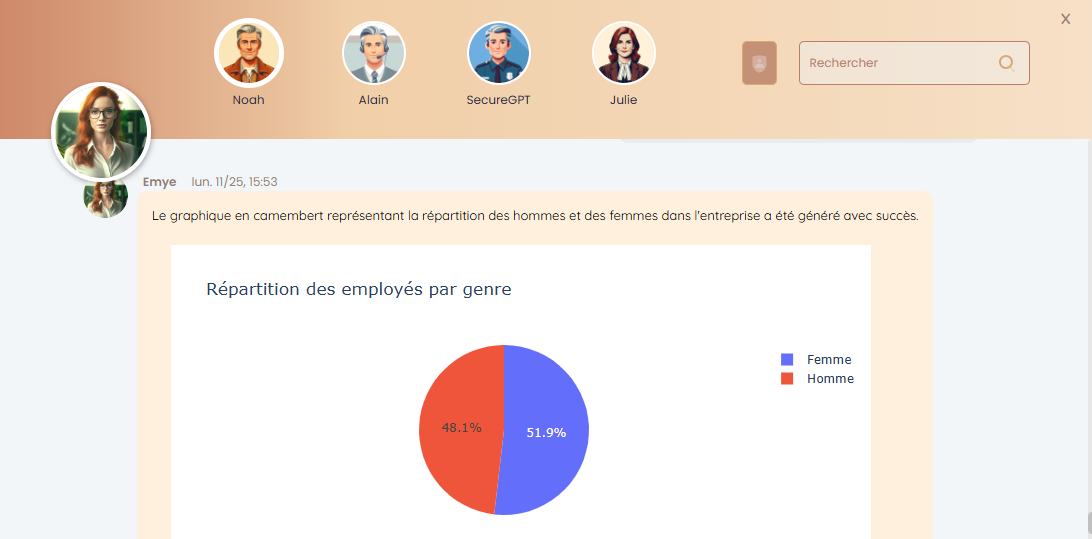 X
Noah
Alain
SecureGPT
Julie
Rechercher
Emye lun. 11/25, 15:53
Le graphique en camembert représentant la répartition des hommes et des femmes dans l'entreprise a été généré avec succès.
Répartition des employés par genre
Femme
Homme
48.1%
51.9%